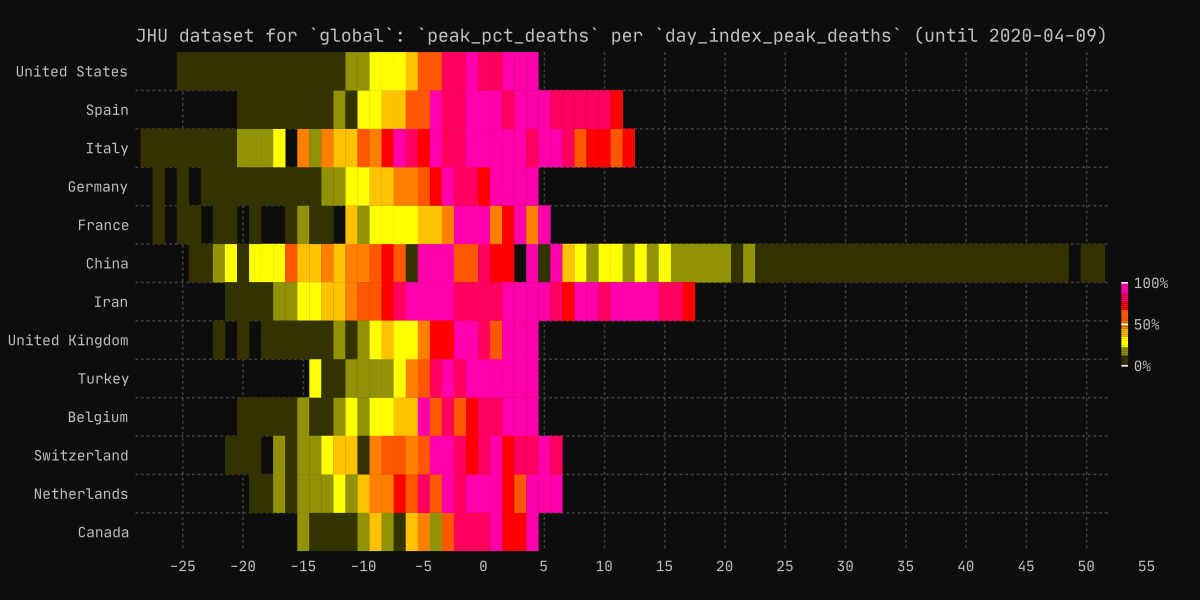 JHU dataset for `global`: `peak_pct_deaths` per `day_index_peak_deaths` (until 2020-04-09)
United States
Spain
Italy
Germany
France
China
Iran
United Kingdom
Turkey
Belgium
Switzerland
Netherlands
Canada
100%
50%
0%
-25 -20 -15 -10 -5 0 5 10 15 20 25 30 35 40 45 50 55